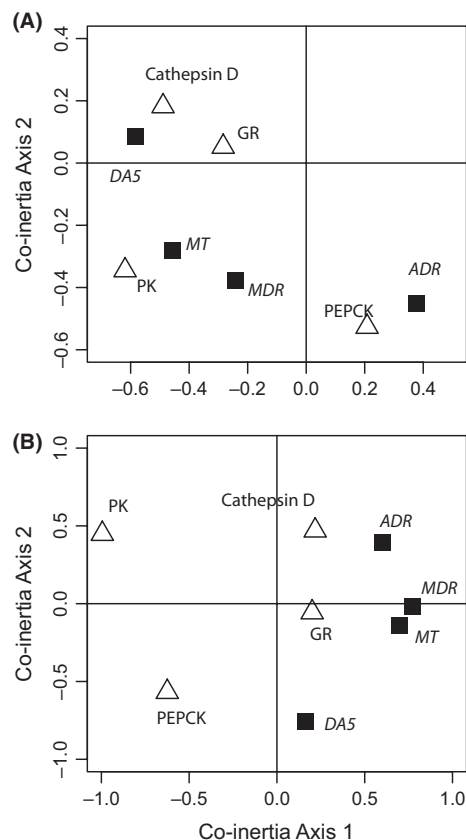 (A)
Co-inertia Axis 2
0.4
0.2
0.0
−0.2
−0.4
−0.6
Cathepsin D
GR
DA5
MT
PK
MDR
ADR
PEPCK
−0.6 −0.4 −0.2 0.0 0.2 0.4
(B)
Co-inertia Axis 2
1.0
0.5
0.0
−0.5
−1.0
PK
Cathepsin D
ADR
MDR
GR
MT
PEPCK
DA5
−1.0 −0.5 0.0 0.5 1.0
Co-inertia Axis 1